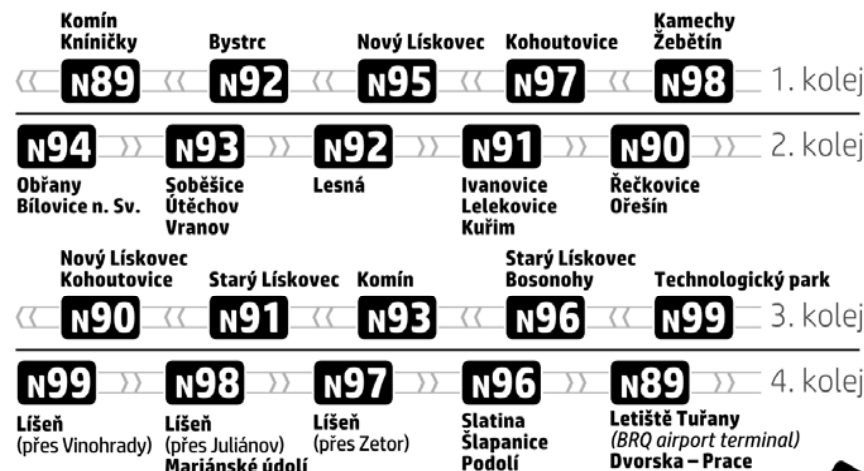 Komín
Kníničky
Bystrc
Nový Lískovec
Kohoutovice
Kamechy
Žebětín
N89 N92 N95 N97 N98 1. kolej
N94 N93 N92 N91 N90 2. kolej
Obřany
Bílovice n. Sv.
Soběšice
Útěchov
Vranov
Lesná
Ivanovice
Lelekovice
Kuřim
Řečkovice
Ořešín
Nový Lískovec
Kohoutovice
Starý Lískovec
Komín
Starý Lískovec
Bosonohy
Technologický park
N90 N91 N93 N96 N99 3. kolej
N99 N98 N97 N96 N89 4. kolej
Líšeň
(přes Vinohrady)
Líšeň
(přes Juliánov)
Mariánské údolí
Líšeň
(přes Zetor)
Slatina
Šlapanice
Podolí
Letiště Tuřany
(BRQ airport terminal)
Dvorska – Prace